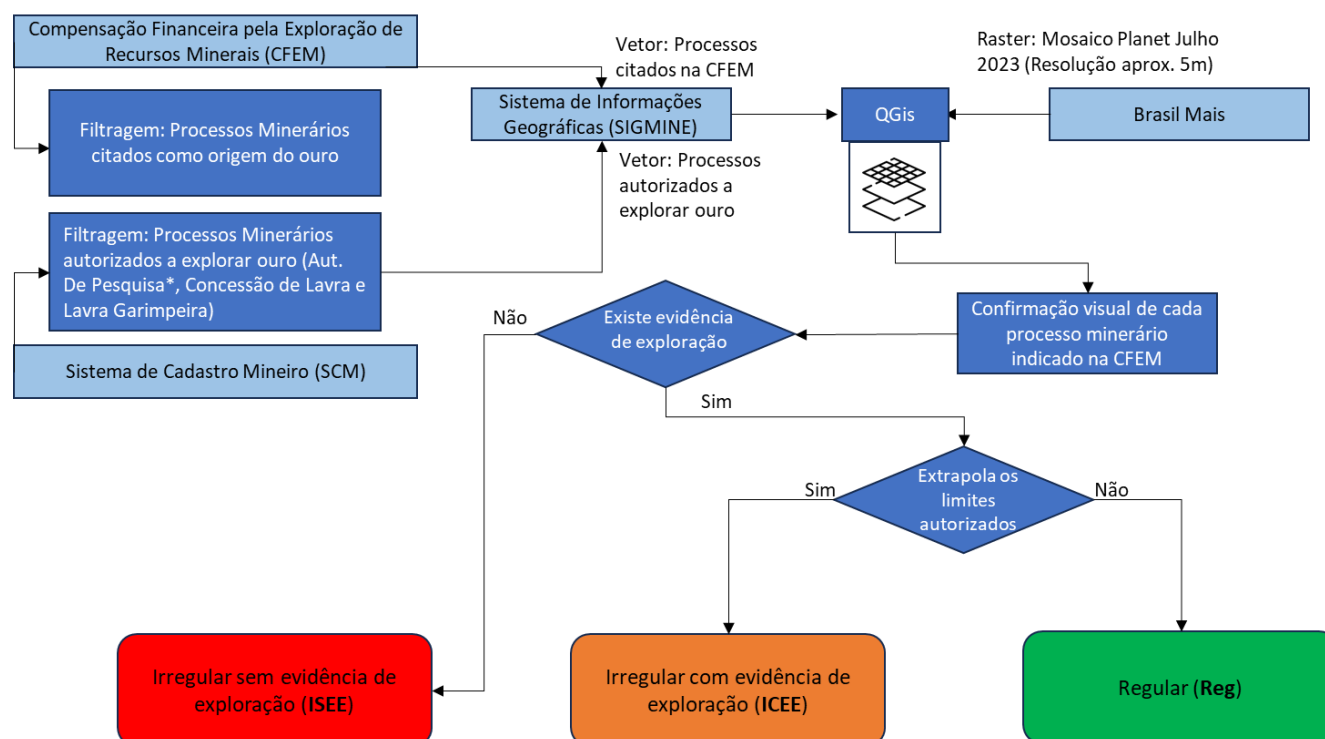 Compensação Financeira pela Exploração de
Recursos Minerais (CFEM)
Vetor: Processos
citados na CFEM
Raster: Mosaico Planet Julho
2023 (Resolução aprox. 5m)
Filtragem: Processos Minerários
citados como origem do ouro
Sistema de Informações
Geográficas (SIGMINE)
QGis
Brasil Mais
Vetor: Processos
autorizados a
explorar ouro
Filtragem: Processos Minerários
autorizados a explorar ouro (Aut.
De Pesquisa*, Concessão de Lavra e
Lavra Garimpeira)
Sistema de Cadastro Mineiro (SCM)
Confirmação visual de cada
processo minerário
indicado na CFEM
Existe evidência
de exploração
Não
Sim
Extrapola os
limites
autorizados
Sim
Não
Irregular sem evidência de
exploração (ISEE)
Irregular com evidência de
exploração (ICEE)
Regular (Reg)